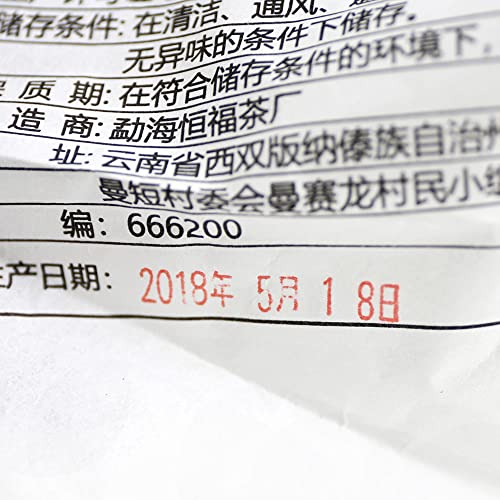 储存条件: 在清洁、通风、
无异味的条件下储存。
质 期: 在符合储存条件的环境下,
造 商: 勐海恒福茶厂
址: 云南省西双版纳傣族自治州
曼短村委会曼赛龙村民小组
编: 666200
产日期: 2018年 5月 1 8日